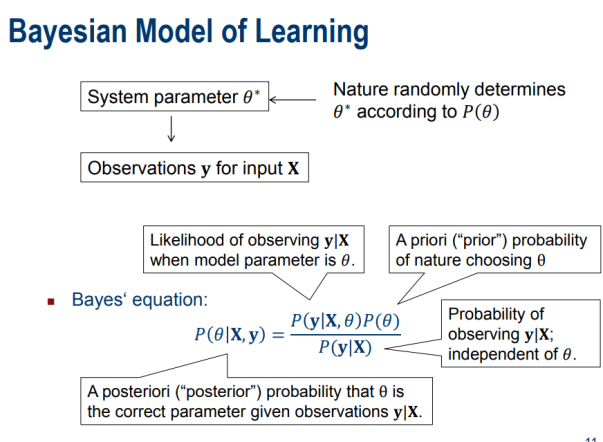 Bayesian Model of Learning
System parameter θ*
Nature randomly determines
θ* according to P(θ)
Observations y for input X
Likelihood of observing y|X
when model parameter is θ.
A priori ("prior") probability
of nature choosing θ
Bayes' equation:
P(θ|X, y) = P(y|X, θ)P(θ) / P(y|X)
Probability of
observing y|X;
independent of θ.
A posteriori ("posterior") probability that θ is
the correct parameter given observations y|X.
11